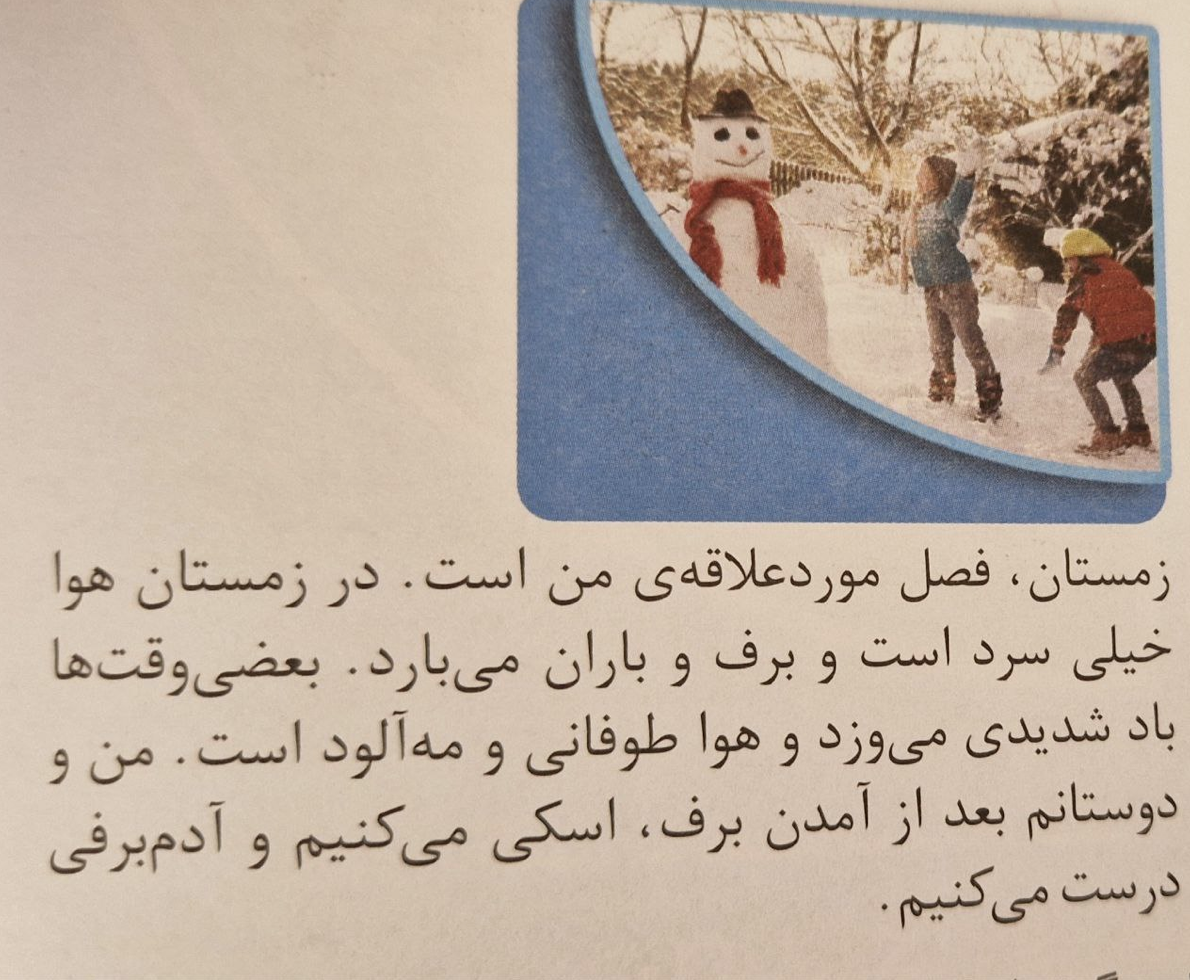 زمستان، فصل موردعلاقه‌ی من است. در زمستان هوا
خیلی سرد است و برف و باران می‌بارد. بعضی‌وقت‌ها
باد شدیدی می‌وزد و هوا طوفانی و مه‌آلود است. من و
دوستانم بعد از آمدن برف، اسکی می‌کنیم و آدم‌برفی
درست می‌کنیم.